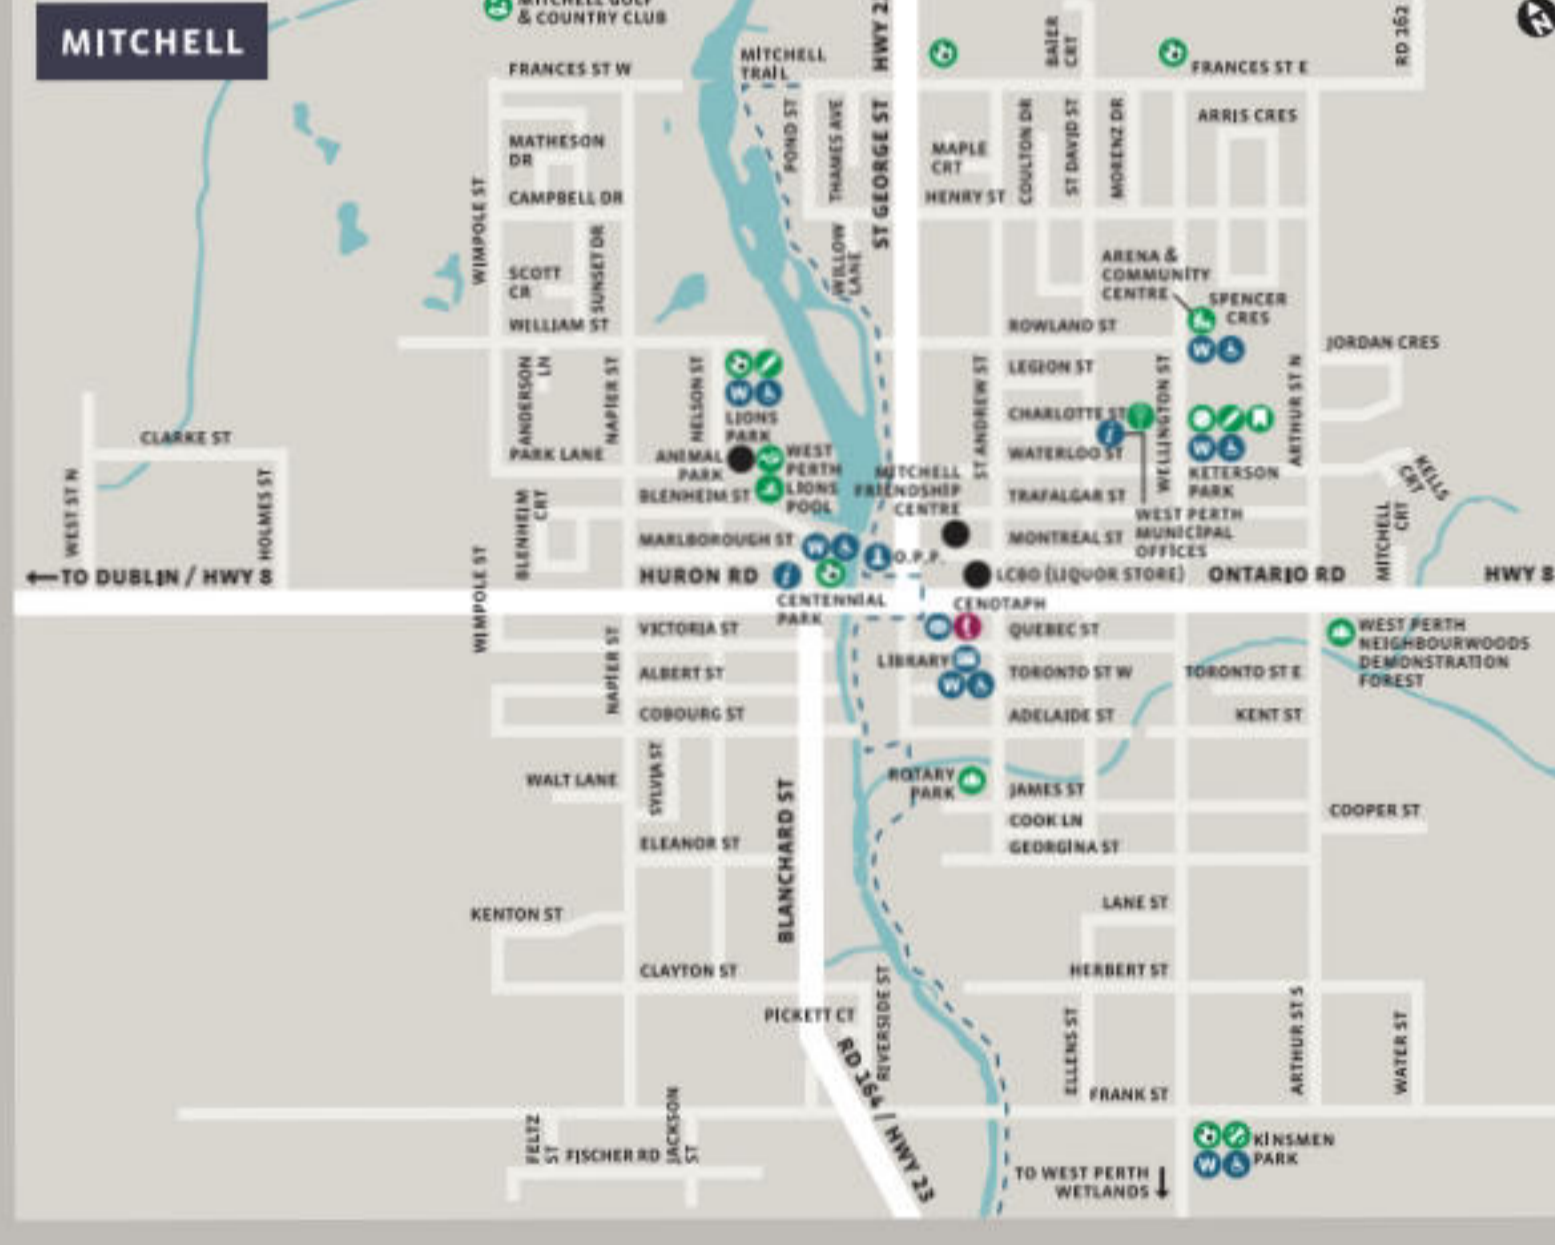 MITCHELL
MITCHELL GOLF
& COUNTRY CLUB
FRANCES ST W
MITCHELL
TRAIL
HWY 2
BAIER
CRT
FRANCES ST E
RD 162
N
MATHESON
DR
CAMPBELL DR
WIMPOLE ST
SCOTT
CR
SUNSET DR
WILLIAM ST
POND ST
THAMES AVE
ST GEORGE ST
WILLOW
LANE
MAPLE
CRT
HENRY ST
COULTON DR
ST DAVID ST
MORENZ DR
ARRIS CRES
ARENA &
COMMUNITY
CENTRE
SPENCER
CRES
W
ROWLAND ST
JORDAN CRES
ANDERSON
LN
NAPIER ST
NELSON ST
W
LIONS
PARK
LEGION ST
ST ANDREW ST
CHARLOTTE ST
i
WATERLOO ST
WELLINGTON ST
W
KETERSON
PARK
ARTHUR ST N
CLARKE ST
WEST ST N
HOLMES ST
PARK LANE
ANIMAL
PARK
WEST
PERTH
LIONS
POOL
BLENHEIM
CRT
BLENHEIM ST
MITCHELL
FRIENDSHIP
CENTRE
TRAFALGAR ST
WEST PERTH
MUNICIPAL
OFFICES
KELLS
CRT
MITCHELL
CRT
MARLBOROUGH ST
W
O.P.P.
MONTREAL ST
←TO DUBLIN / HWY 8
WIMPOLE ST
HURON RD
i
CENTENNIAL
PARK
LCBO (LIQUOR STORE)
ONTARIO RD
HWY 8
CENOTAPH
VICTORIA ST
QUEBEC ST
WEST PERTH
NEIGHBOURWOODS
DEMONSTRATION
FOREST
NAPIER ST
ALBERT ST
LIBRARY
W
TORONTO ST W
TORONTO ST E
COBOURG ST
ADELAIDE ST
KENT ST
WALT LANE
SYLVIA ST
BLANCHARD ST
ROTARY
PARK
JAMES ST
COOK LN
COOPER ST
ELEANOR ST
GEORGINA ST
KENTON ST
LANE ST
CLAYTON ST
HERBERT ST
PICKETT CT
RIVERSIDE ST
RD 164 / HWY 23
ELLENS ST
ARTHUR ST S
WATER ST
FRANK ST
FELTZ
ST
FISCHER RD
JACKSON
ST
W
KINSMEN
PARK
TO WEST PERTH
WETLANDS ↓